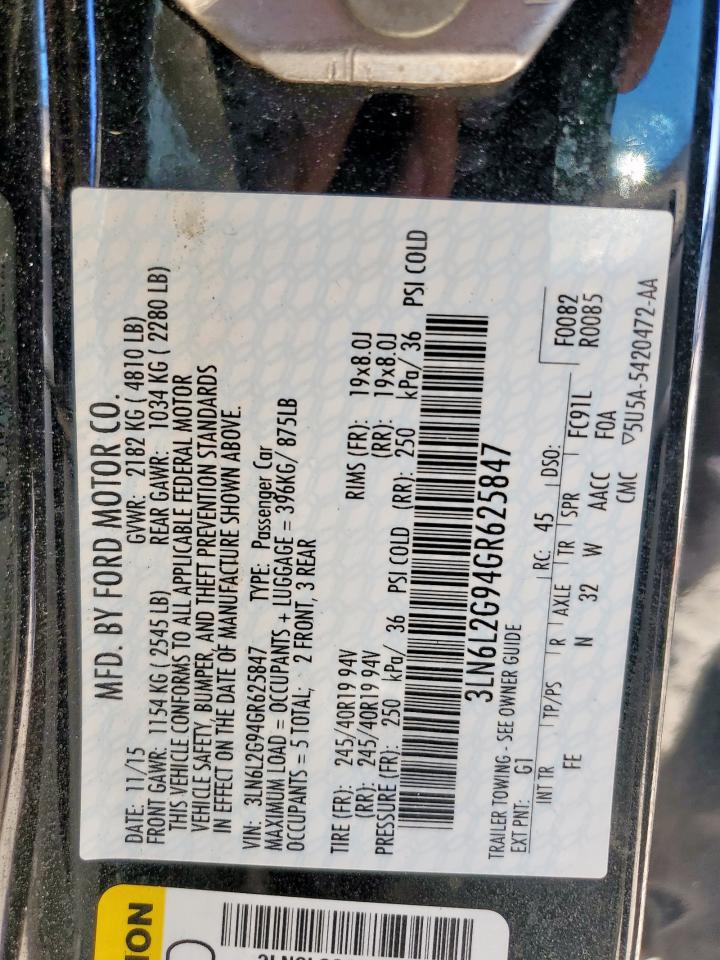 MFD. BY FORD MOTOR CO.
DATE: 11/15 GVWR: 2182 KG ( 4810 LB)
FRONT GAWR: 1154 KG ( 2545 LB) REAR GAWR: 1034 KG ( 2280 LB)
THIS VEHICLE CONFORMS TO ALL APPLICABLE FEDERAL MOTOR
VEHICLE SAFETY, BUMPER, AND THEFT PREVENTION STANDARDS
IN EFFECT ON THE DATE OF MANUFACTURE SHOWN ABOVE.
VIN: 3LN6L2G94GR625847 TYPE: Passenger Car
MAXIMUM LOAD = OCCUPANTS + LUGGAGE = 396KG/ 875LB
OCCUPANTS = 5 TOTAL; 2 FRONT, 3 REAR
TIRE (FR): 245/40R19 94V RIMS (FR): 19x8.0J
(RR): 245/40R19 94V (RR): 19x8.0J
PRESSURE (FR): 250 kPa/ 36 PSI COLD (RR): 250 kPa/ 36 PSI COLD
3LN6L2G94GR625847
TRAILER TOWING - SEE OWNER GUIDE
EXT PNT: G1 RC: 45 DSO: F0082
R0085
INT TR TP/PS R AXLE TR SPR FC91L
FE N 32 W AACC F0A
CMC ▽5U5A-5420472-AA
ION